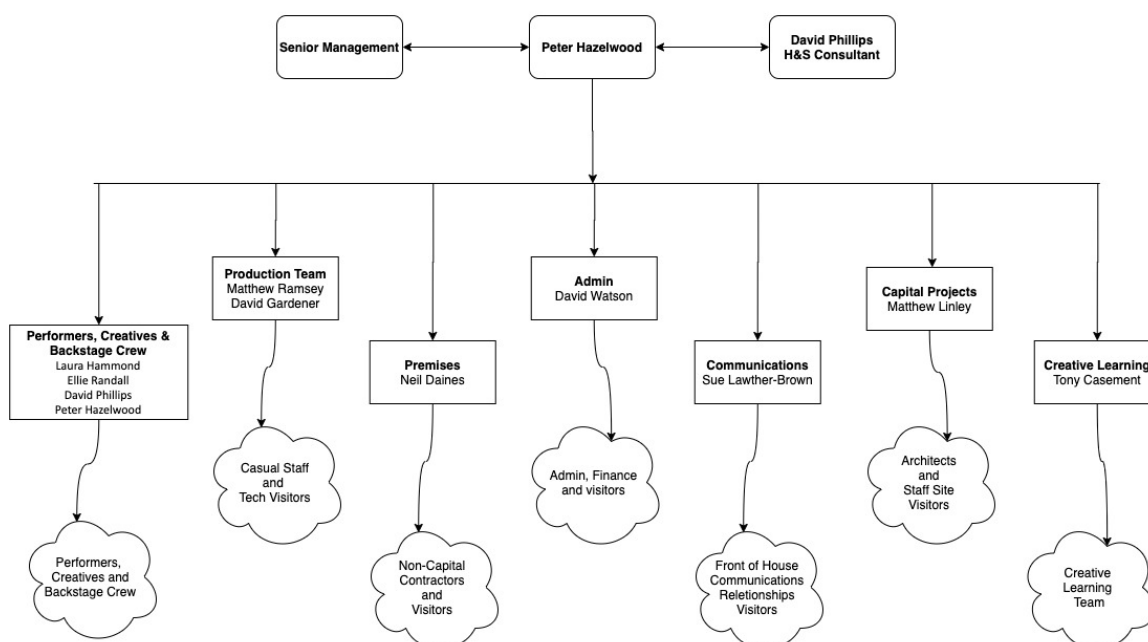 Senior Management
Peter Hazelwood
David Phillips
H&S Consultant
Performers, Creatives &
Backstage Crew
Laura Hammond
Ellie Randall
David Phillips
Peter Hazelwood
Production Team
Matthew Ramsey
David Gardener
Premises
Neil Daines
Admin
David Watson
Communications
Sue Lawther-Brown
Capital Projects
Matthew Linley
Creative Learning
Tony Casement
Performers,
Creatives and
Backstage Crew
Casual Staff
and
Tech Visitors
Non-Capital
Contractors
and
Visitors
Admin, Finance
and visitors
Front of House
Communications
Reletionships
Visitors
Architects
and
Staff Site
Visitors
Creative
Learning
Team